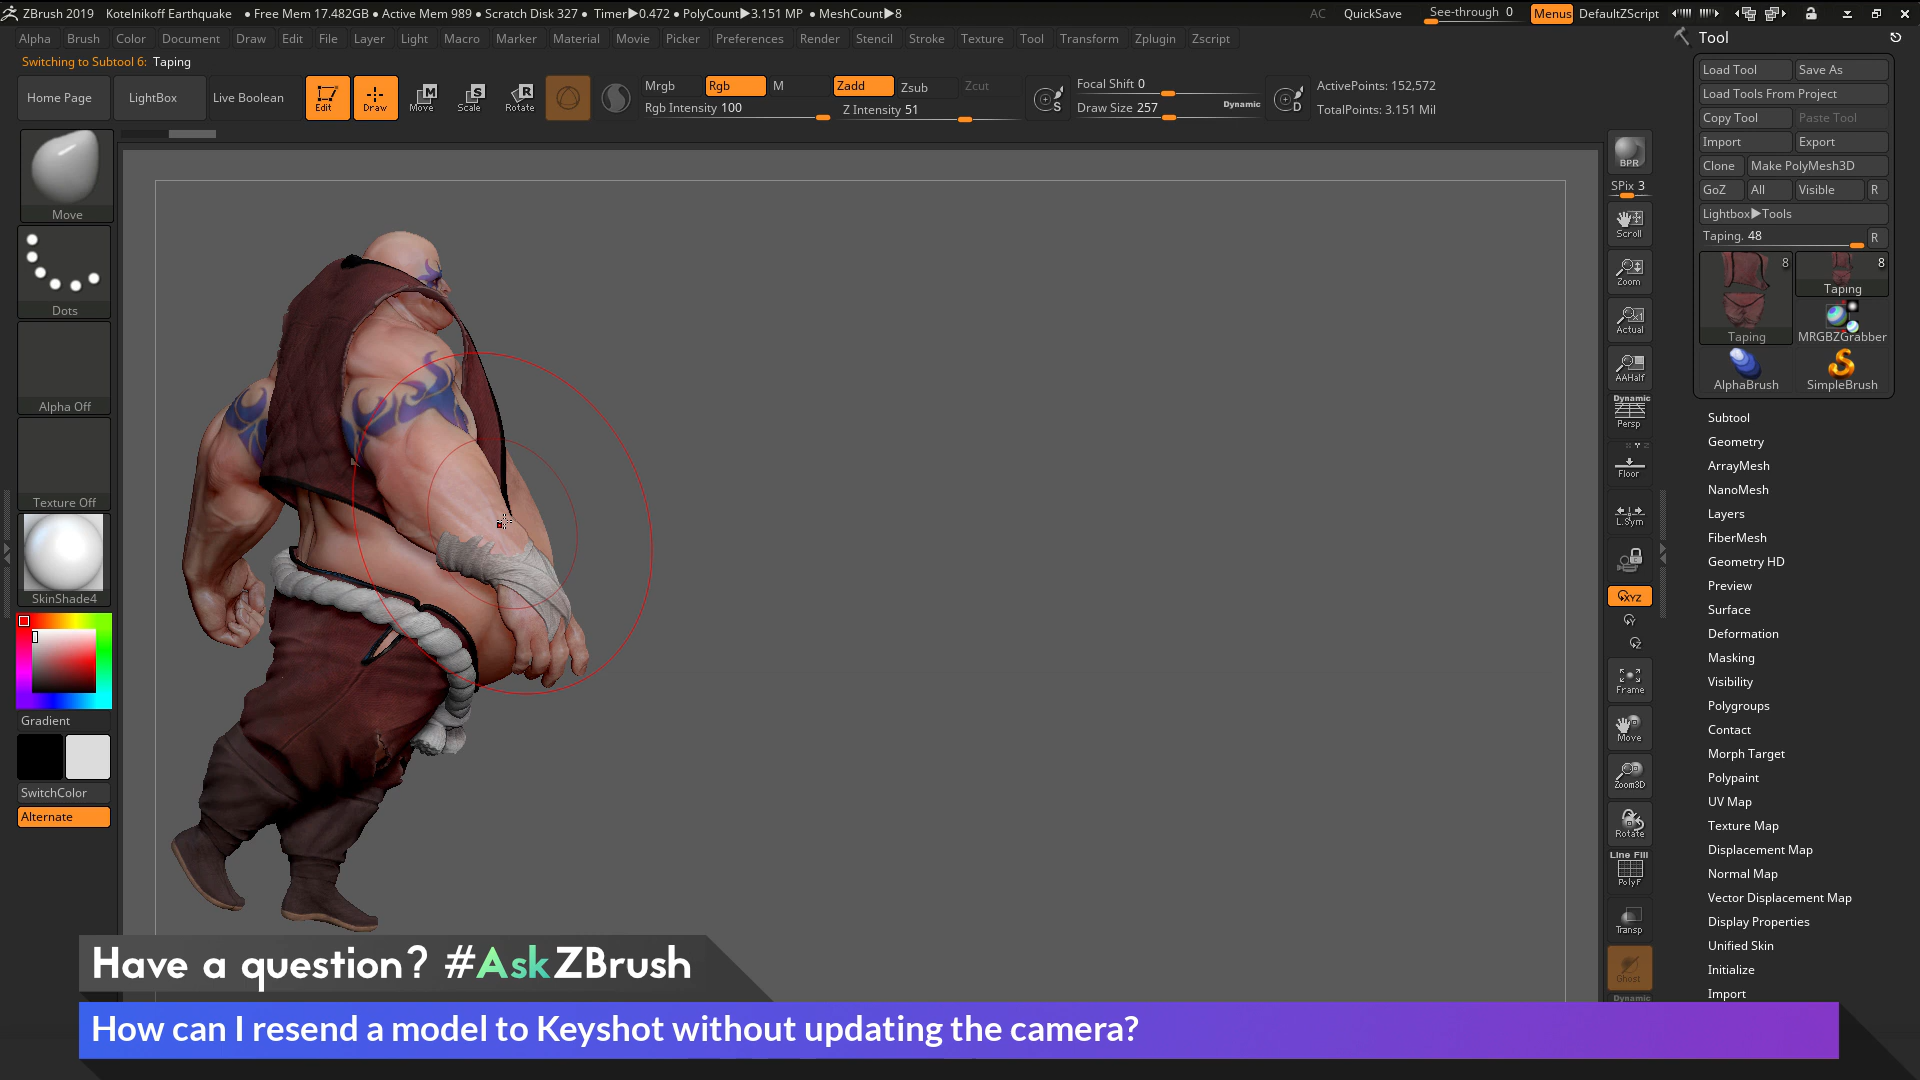 ZBrush 2019 Kotelnikoff Earthquake • Free Mem 17.482GB • Active Mem 989 • Scratch Disk 327 • Timer▶0.472 • PolyCount▶3.151 MP • MeshCount▶8 AC QuickSave See-through 0 Menus DefaultZScript
Alpha Brush Color Document Draw Edit File Layer Light Macro Marker Material Movie Picker Preferences Render Stencil Stroke Texture Tool Transform Zplugin Zscript
Switching to Subtool 6: Taping
Home Page LightBox Live Boolean
Edit Draw Move Scale Rotate
M S R
Mrgb Rgb M Zadd Zsub Zcut
Rgb Intensity 100 Z Intensity 51
S Focal Shift 0
Draw Size 257 Dynamic
D ActivePoints: 152,572
TotalPoints: 3.151 Mil
Move
Dots
Alpha Off
Texture Off
SkinShade4
Gradient
SwitchColor
Alternate
BPR
SPix 3
Scroll
Zoom
Actual
AAHalf
Dynamic
Persp
Floor
L.Sym
XYZ
Y
Z
Frame
Move
Zoom3D
Rotate
Line Fill
PolyF
Transp
Ghost
Dynamic
Tool
Load Tool Save As
Load Tools From Project
Copy Tool Paste Tool
Import Export
Clone Make PolyMesh3D
GoZ All Visible R
Lightbox▶Tools
Taping. 48 R
8 8
Taping
Taping MRGBZGrabber
AlphaBrush SimpleBrush
Subtool
Geometry
ArrayMesh
NanoMesh
Layers
FiberMesh
Geometry HD
Preview
Surface
Deformation
Masking
Visibility
Polygroups
Contact
Morph Target
Polypaint
UV Map
Texture Map
Displacement Map
Normal Map
Vector Displacement Map
Display Properties
Unified Skin
Initialize
Import
Have a question? #AskZBrush
How can I resend a model to Keyshot without updating the camera?